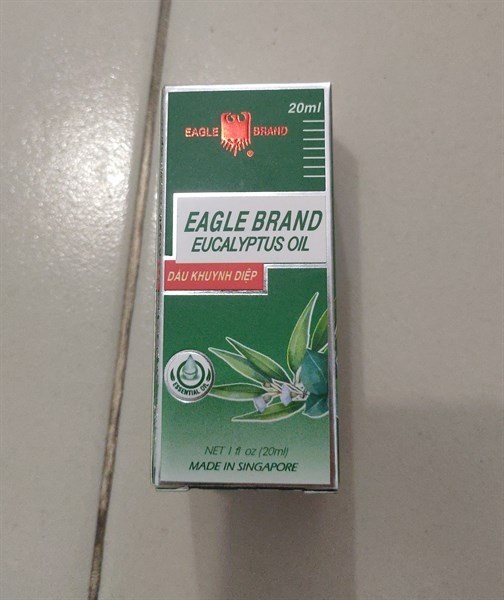 20ml
EAGLE BRAND
®
EAGLE BRAND
EUCALYPTUS OIL
DẦU KHUYNH DIỆP
ESSENTIAL OIL
NET 1 fl oz (20ml)
MADE IN SINGAPORE